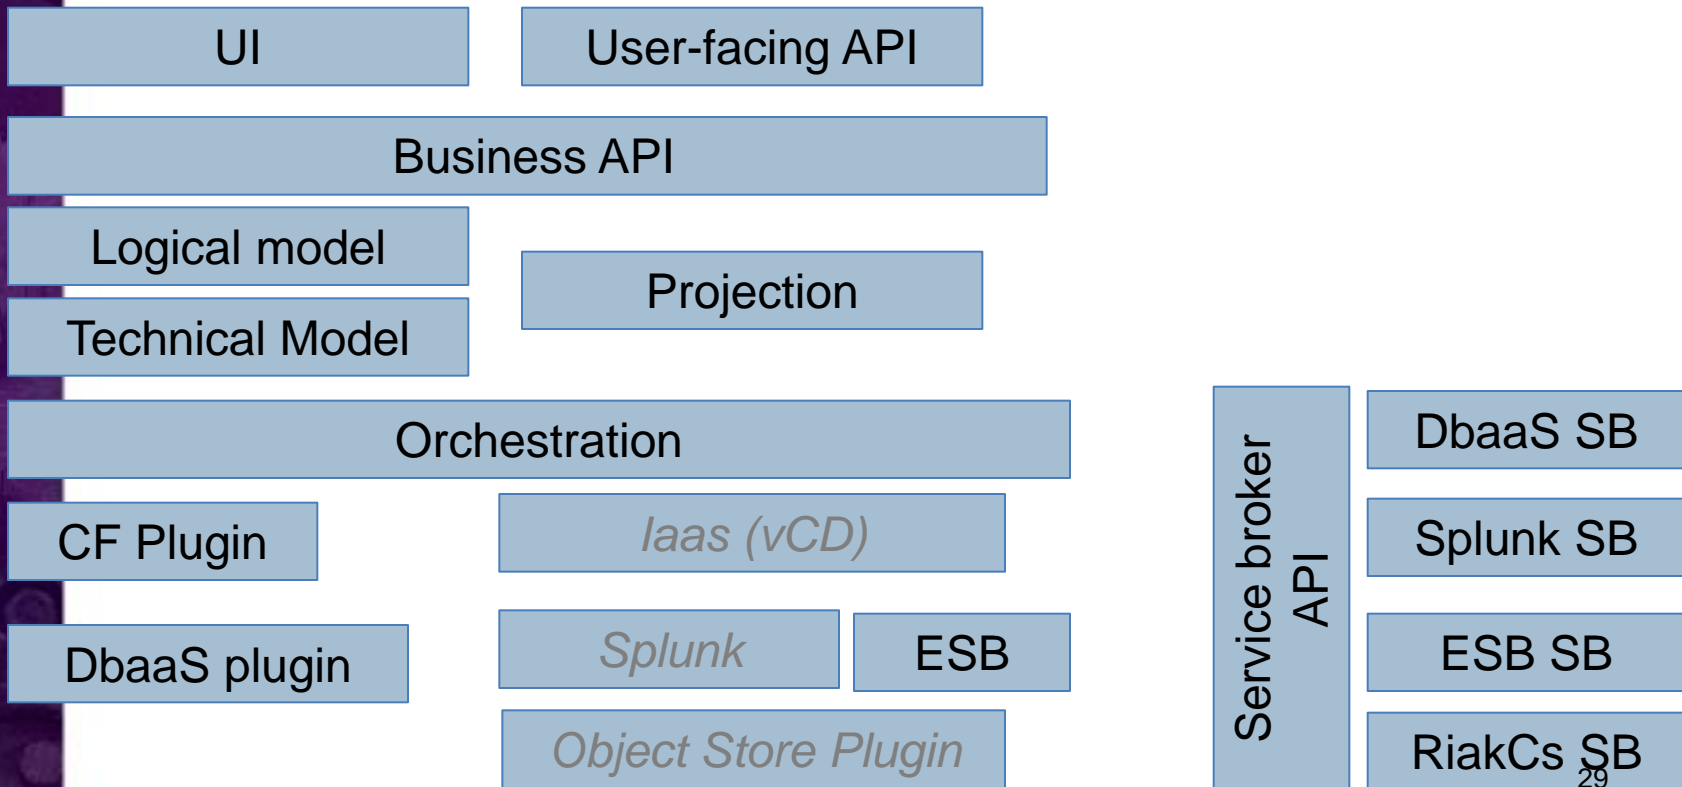 UI
User-facing API
Business API
Logical model
Projection
Technical Model
Orchestration
CF Plugin
Iaas (vCD)
DbaaS plugin
Splunk
ESB
Object Store Plugin
Service broker
API
DbaaS SB
Splunk SB
ESB SB
RiakCs SB
29